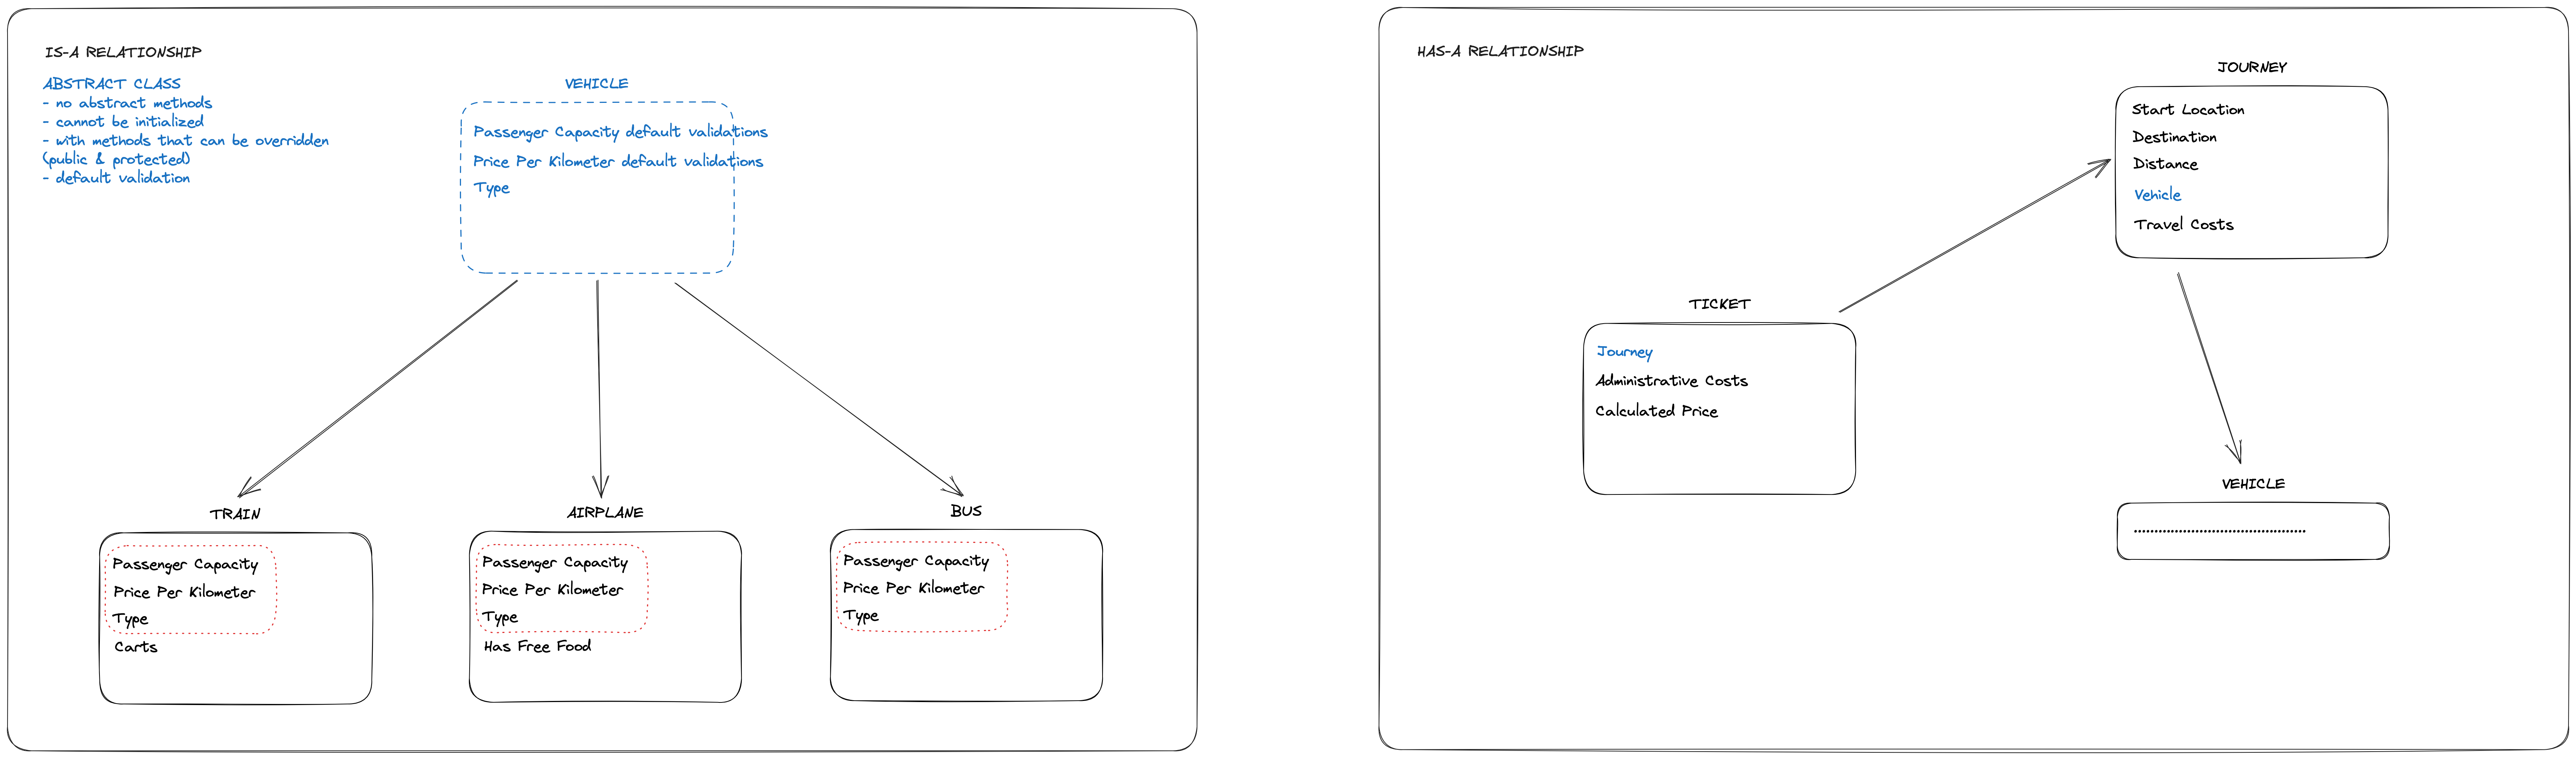 IS-A RELATIONSHIP
ABSTRACT CLASS
- no abstract methods
- cannot be initialized
- with methods that can be overridden
(public & protected)
- default validation
VEHICLE
Passenger Capacity default validations
Price Per Kilometer default validations
Type
TRAIN
Passenger Capacity
Price Per Kilometer
Type
Carts
AIRPLANE
Passenger Capacity
Price Per Kilometer
Type
Has Free Food
BUS
Passenger Capacity
Price Per Kilometer
Type
HAS-A RELATIONSHIP
JOURNEY
Start Location
Destination
Distance
Vehicle
Travel Costs
TICKET
Journey
Administrative Costs
Calculated Price
VEHICLE
..........................................